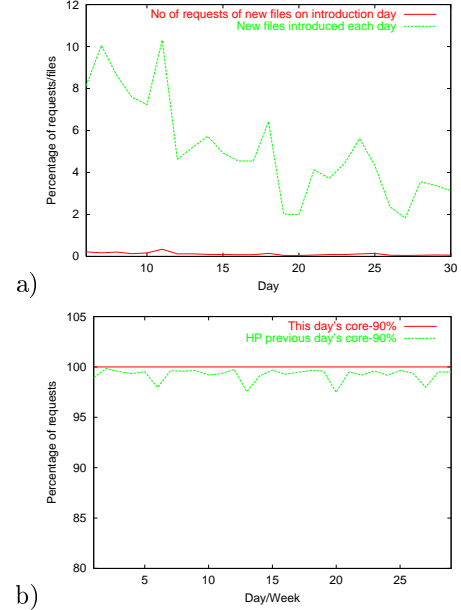 12
10
8
6
4
2
0
Percentage of requests/files
No of requests of new files on introduction day
New files introduced each day
10
15
20
25
30
Day
a)
105
100
95
90
85
80
Percentage of requests
This day's core-90%
HP previous day's core-90%
5
10
15
20
25
Day/Week
b)